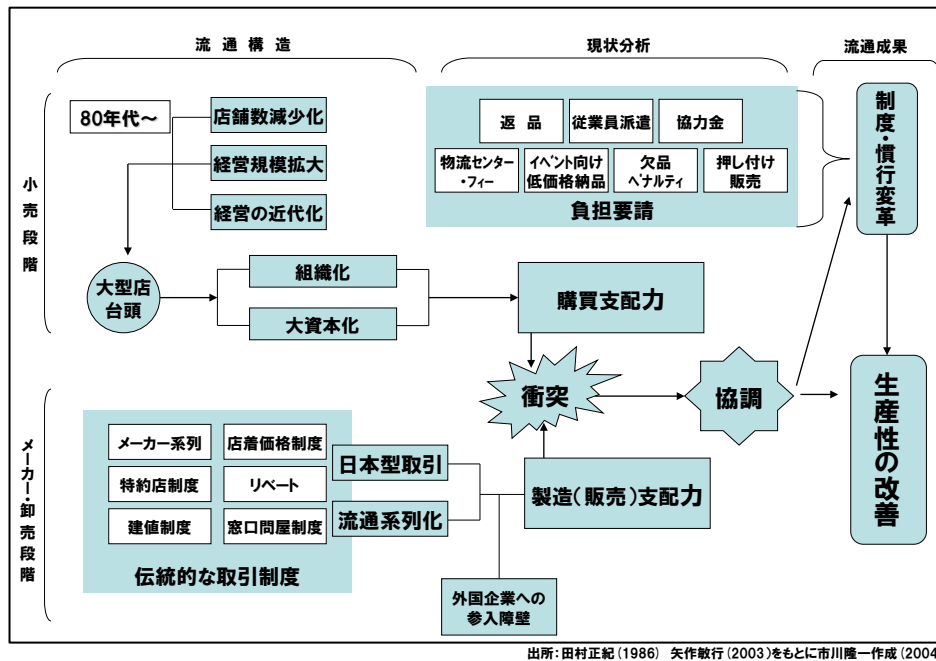 流 通 構 造
現状分析
流通成果
小売段階
80年代～
店舗数減少化
経営規模拡大
経営の近代化
大型店
台頭
組織化
大資本化
返 品
従業員派遣
協力金
物流センター
・フィー
イベント向け
低価格納品
欠品
ペナルティ
押し付け
販売
負担要請
購買支配力
制度・慣行変革
衝突
協調
生産性の改善
メーカー・卸売段階
メーカー系列
店着価格制度
特約店制度
リベート
建値制度
窓口問屋制度
伝統的な取引制度
日本型取引
流通系列化
製造（販売）支配力
外国企業への
参入障壁
出所：田村正紀（1986） 矢作敏行（2003）をもとに市川隆一作成（2004